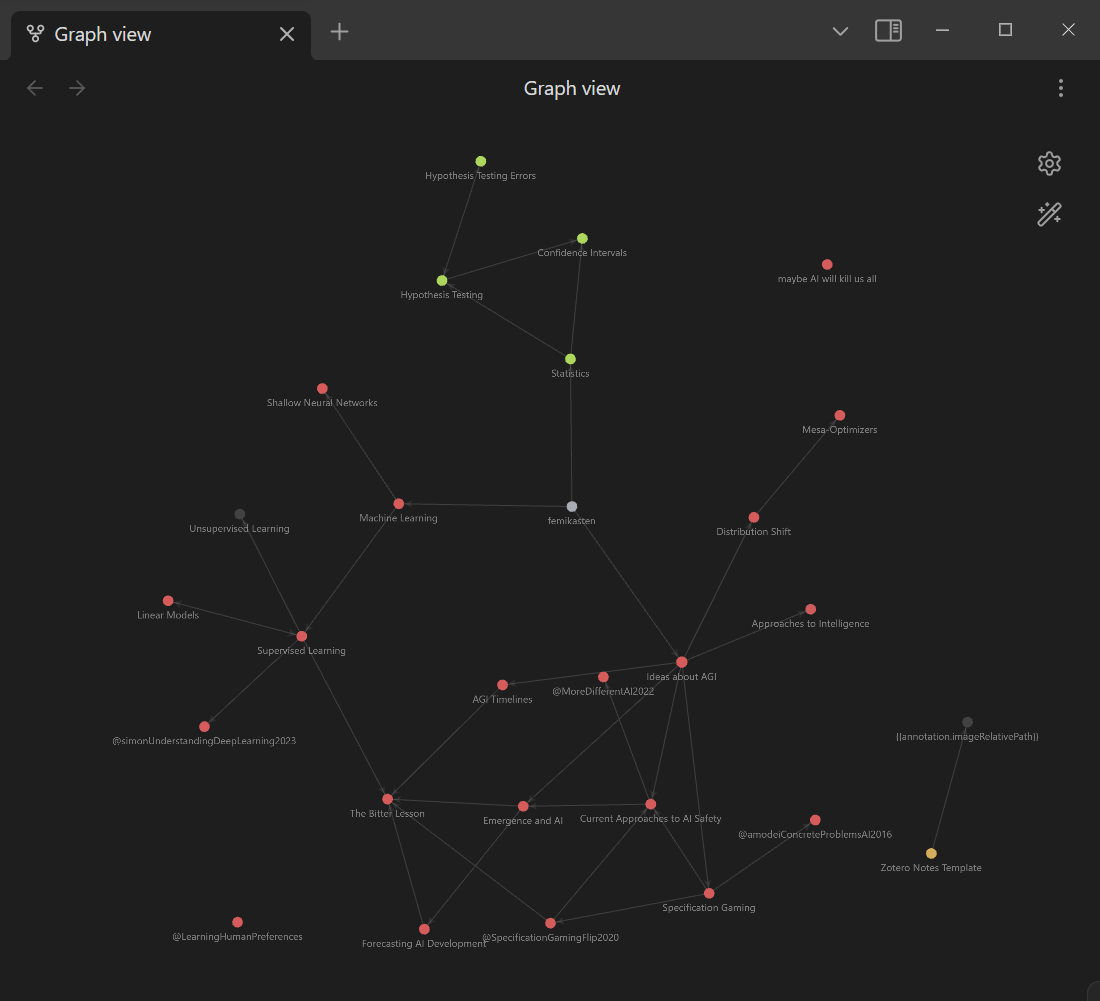 Graph view
Graph view
Hypothesis Testing Errors
Confidence Intervals
maybe AI will kill us all
Hypothesis Testing
Statistics
Shallow Neural Networks
Mesa-Optimizers
Machine Learning
femikasten
Unsupervised Learning
Distribution Shift
Linear Models
Approaches to Intelligence
Supervised Learning
Ideas about AGI
AGI Timelines
@MoreDifferentAI2022
@simonUnderstandingDeepLearning2023
{{annotation.imageRelativePath}}
The Bitter Lesson
Emergence and AI
Current Approaches to AI Safety
@amodeiConcreteProblemsAI2016
Zotero Notes Template
Specification Gaming
@LearningHumanPreferences
Forecasting AI Development
@SpecificationGamingFlip2020